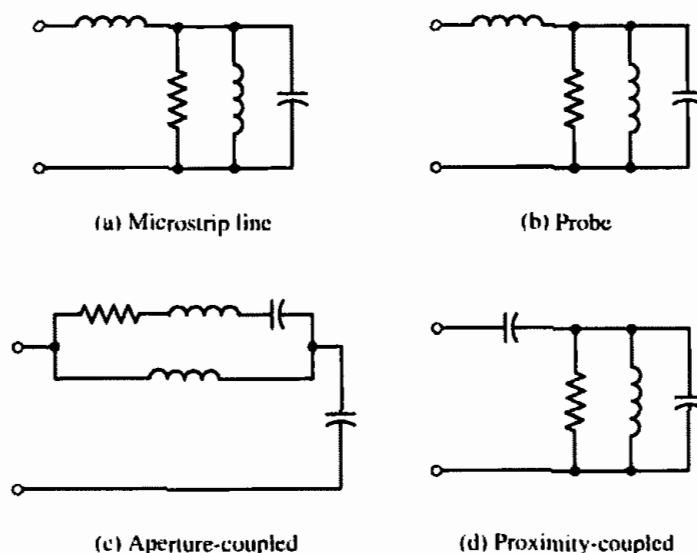 (a) Microstrip line
(b) Probe
(c) Aperture-coupled
(d) Proximity-coupled